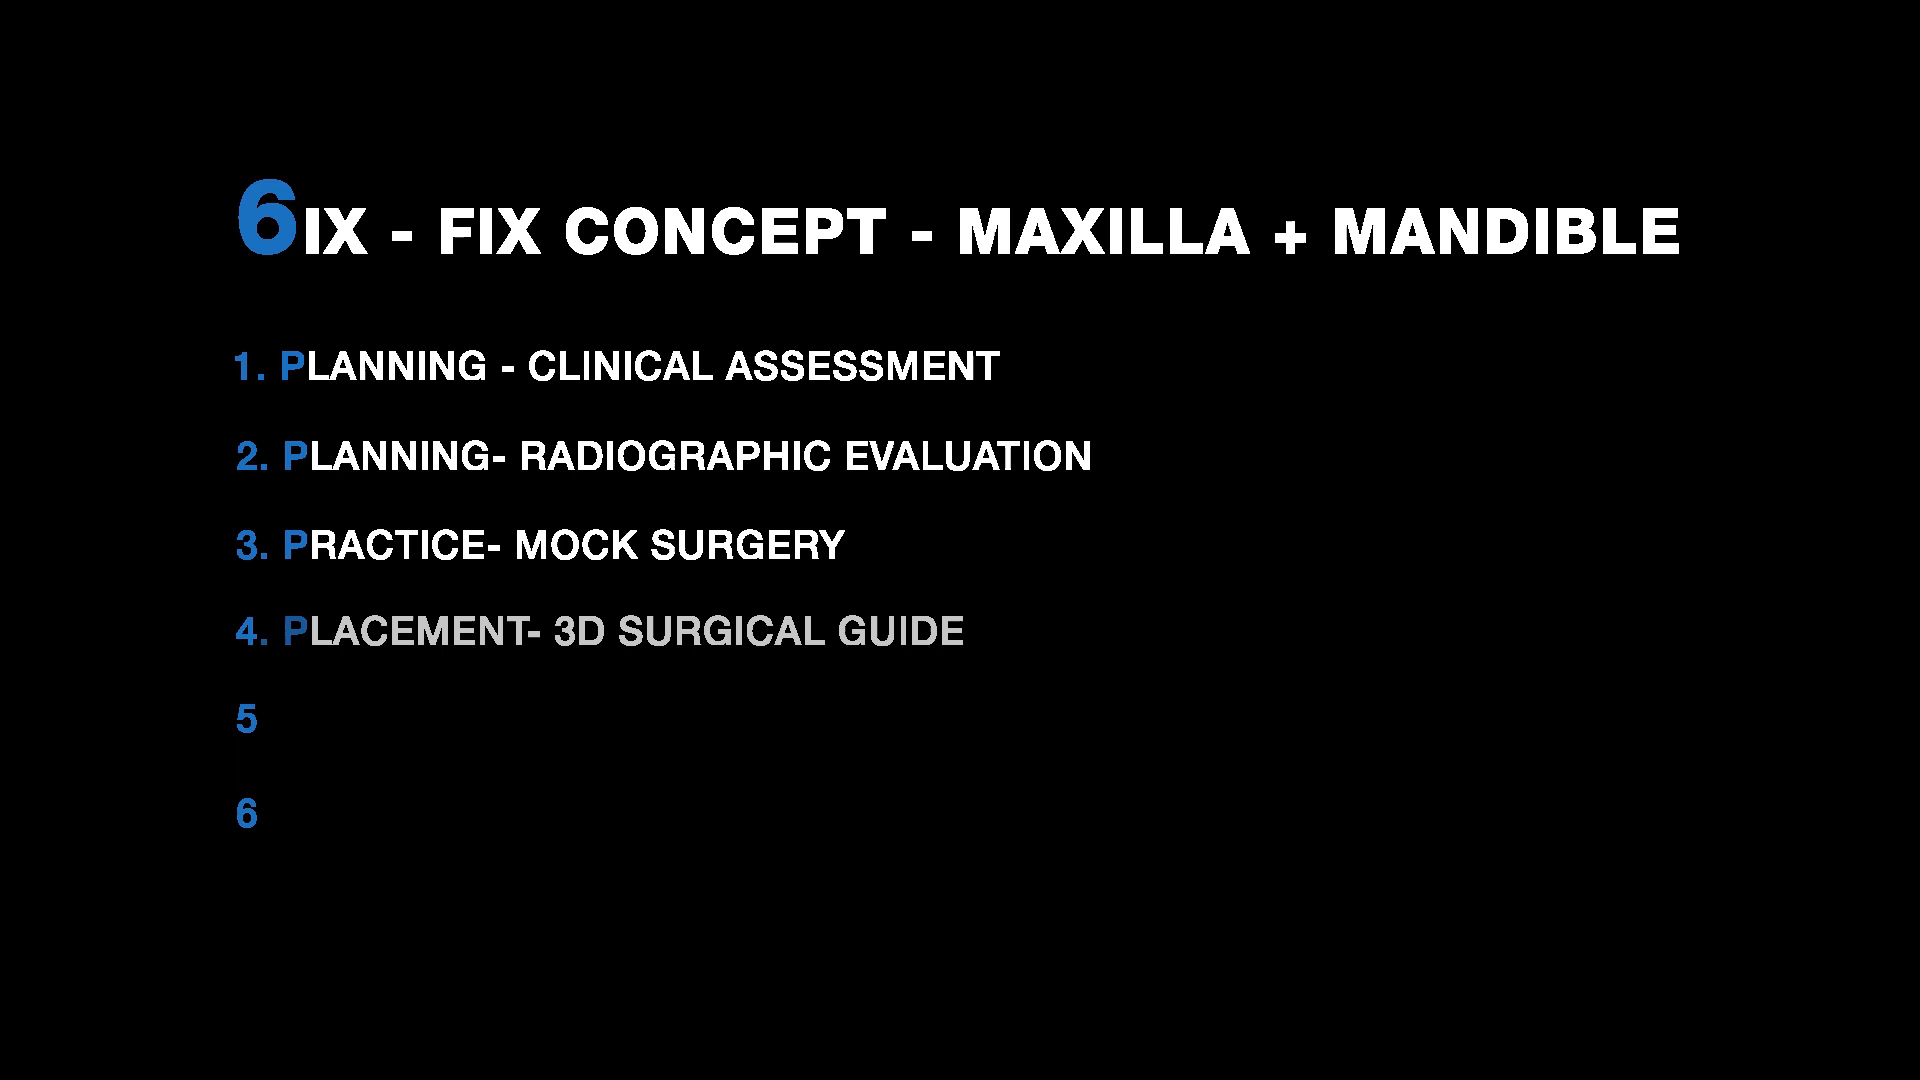 6IX - FIX CONCEPT - MAXILLA + MANDIBLE
1. PLANNING - CLINICAL ASSESSMENT
2. PLANNING- RADIOGRAPHIC EVALUATION
3. PRACTICE- MOCK SURGERY
4. PLACEMENT- 3D SURGICAL GUIDE
5
6